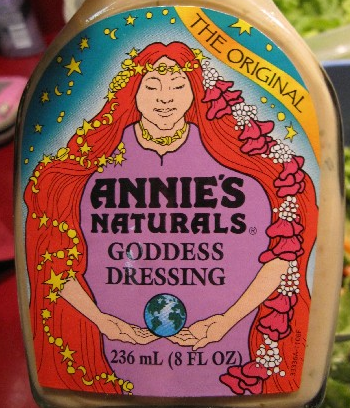 THE ORIGINAL
ANNIE'S
NATURALS®
GODDESS
DRESSING
236 mL (8 FL OZ)